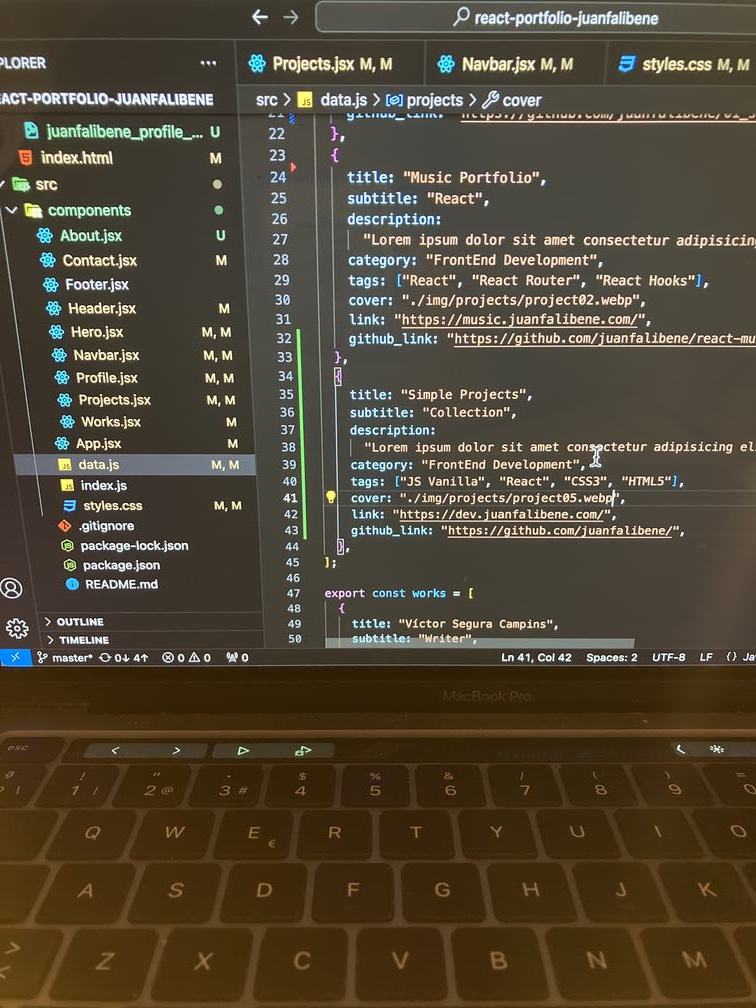 ← → react-portfolio-juanfalibene
PLORER ...
Projects.jsx M, M
Navbar.jsx M, M
styles.css M, M
ACT-PORTFOLIO-JUANFALIBENE
src > JS data.js > projects > cover
juanfalibene_profile_... U
index.html M
src
components
About.jsx U
Contact.jsx M
Footer.jsx
Header.jsx M
Hero.jsx M, M
Navbar.jsx M, M
Profile.jsx M, M
Projects.jsx M, M
Works.jsx M
App.jsx M
JS data.js M, M
JS index.js
styles.css M, M
.gitignore
package-lock.json
package.json
README.md
> OUTLINE
> TIMELINE
21 github_link:
22 },
23 {
24 title: "Music Portfolio",
25 subtitle: "React",
26 description:
27 "Lorem ipsum dolor sit amet consectetur adipisicing
28 category: "FrontEnd Development",
29 tags: ["React", "React Router", "React Hooks"],
30 cover: "./img/projects/project02.webp",
31 link: "https://music.juanfalibene.com/",
32 github_link: "https://github.com/juanfalibene/react-mu
33 },
34 {
35 title: "Simple Projects",
36 subtitle: "Collection",
37 description:
38 "Lorem ipsum dolor sit amet consectetur adipisicing el
39 category: "FrontEnd Development",
40 tags: ["JS Vanilla", "React", "CSS3", "HTML5"],
41 cover: "./img/projects/project05.webp",
42 link: "https://dev.juanfalibene.com/",
43 github_link: "https://github.com/juanfalibene/",
44 },
45 ];
46
47 export const works = [
48 {
49 title: "Víctor Segura Campins",
50 subtitle: "Writer",
master* 0↓ 4↑ 0 0 0
Ln 41, Col 42 Spaces: 2 UTF-8 LF {} Ja
MacBook Pro
esc < >
! " · $ % & / ( ) =
1 | 2 @ 3 # 4 5 6 7 8 9 0
Q W E € R T Y U I O
A S D F G H J K
> < Z X C V B N M